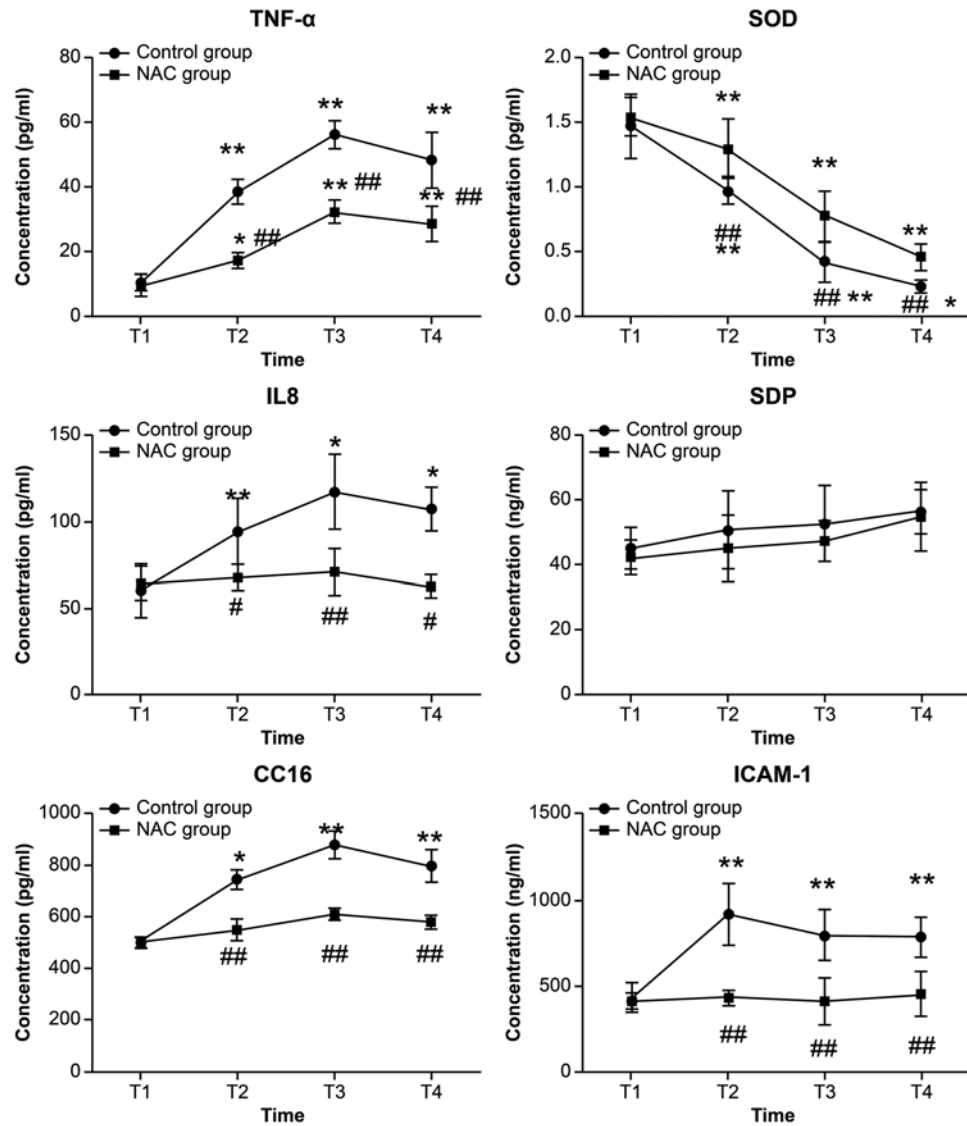 TNF-α
Control group
NAC group
Concentration (pg/ml)
80
60
40
20
0
**
**
**
* ##
** ##
** ##
T1 T2 T3 T4
Time
SOD
Control group
NAC group
Concentration (pg/ml)
2.0
1.5
1.0
0.5
0.0
**
**
**
##
**
## **
## *
T1 T2 T3 T4
Time
IL8
Control group
NAC group
Concentration (pg/ml)
150
100
50
0
**
*
*
#
##
#
T1 T2 T3 T4
Time
SDP
Control group
NAC group
Concentration (ng/ml)
80
60
40
20
0
T1 T2 T3 T4
Time
CC16
Control group
NAC group
Concentration (pg/ml)
1000
800
600
400
200
0
*
**
**
##
##
##
T1 T2 T3 T4
Time
ICAM-1
Control group
NAC group
Concentration (ng/ml)
1500
1000
500
0
**
**
**
##
##
##
T1 T2 T3 T4
Time